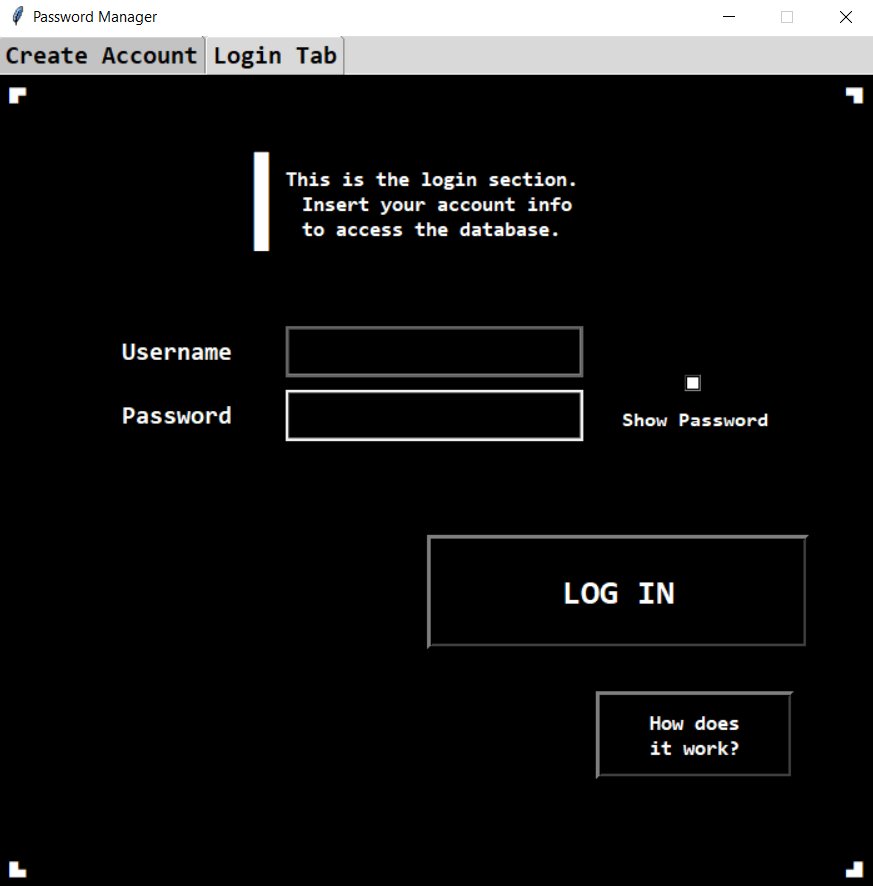 Password Manager
Create Account
Login Tab
This is the login section.
Insert your account info
to access the database.
Username
Password
Show Password
LOG IN
How does
it work?